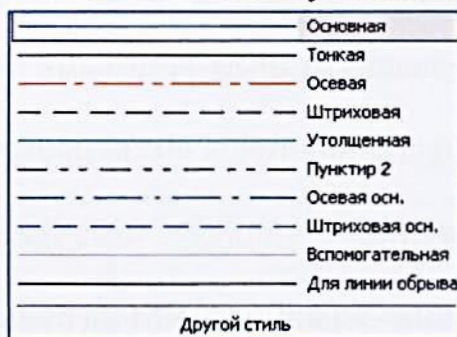 Основная
Тонкая
Осевая
Штриховая
Утолщенная
Пунктир 2
Осевая осн.
Штриховая осн.
Вспомогательная
Для линии обрыва
Другой стиль